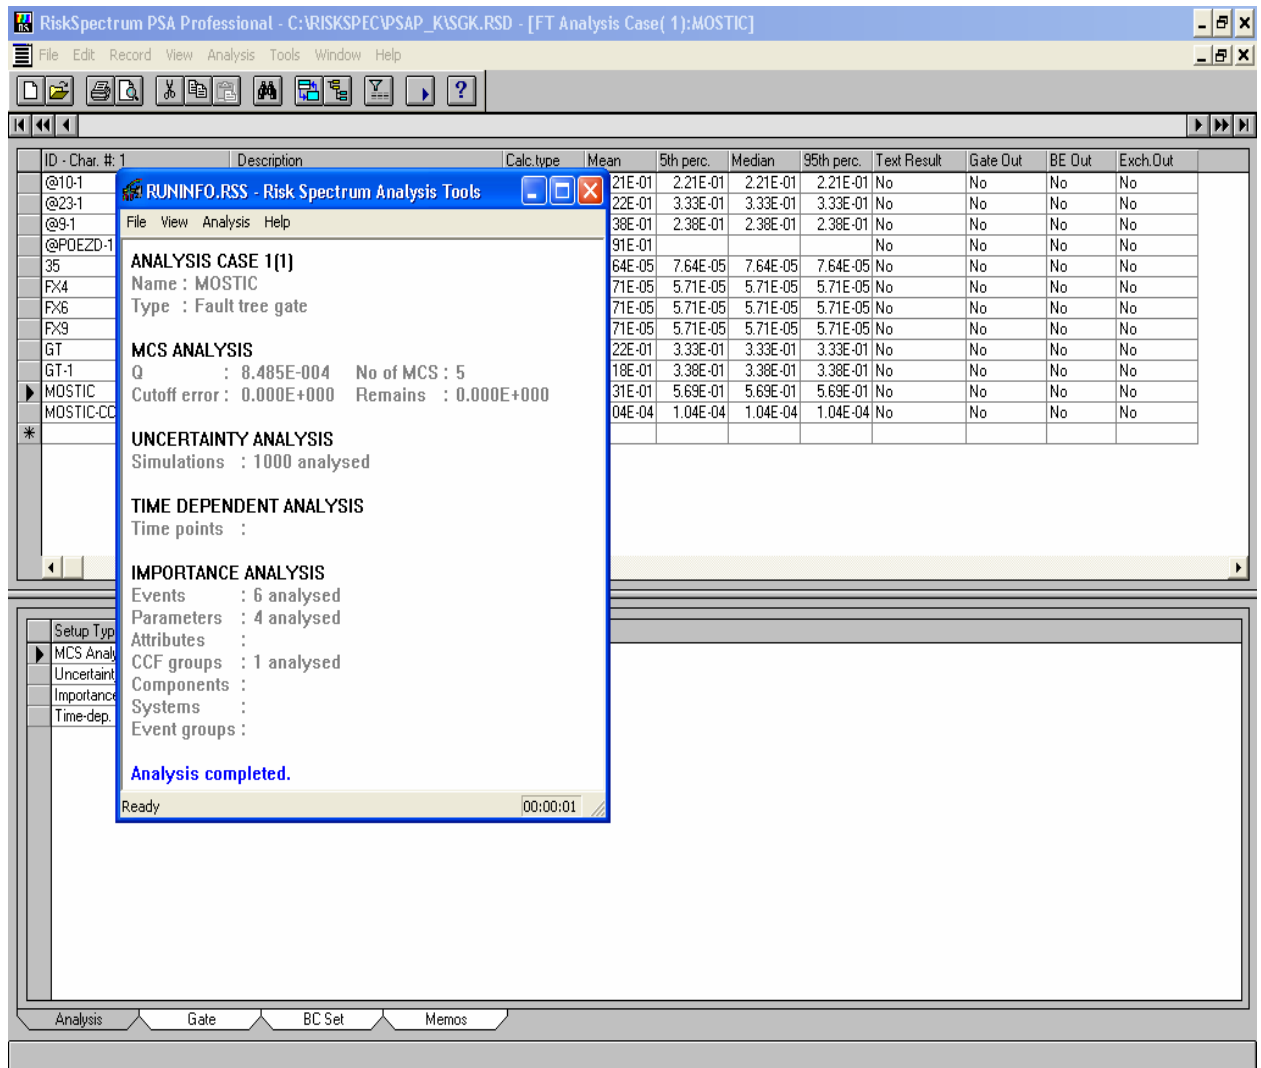 RiskSpectrum PSA Professional - C:\RISKSPEC\PSAP_K\SGK.RSD - [FT Analysis Case( 1):MOSTIC]
File Edit Record View Analysis Tools Window Help
ID - Char. #: 1 Description Calc.type Mean 5th perc. Median 95th perc. Text Result Gate Out BE Out Exch.Out
@10-1 21E-01 2.21E-01 2.21E-01 2.21E-01 No No No No
@23-1 22E-01 3.33E-01 3.33E-01 3.33E-01 No No No No
@9-1 38E-01 2.38E-01 2.38E-01 2.38E-01 No No No No
@POEZD-1 91E-01 No No No No
35 64E-05 7.64E-05 7.64E-05 7.64E-05 No No No No
FX4 71E-05 5.71E-05 5.71E-05 5.71E-05 No No No No
FX6 71E-05 5.71E-05 5.71E-05 5.71E-05 No No No No
FX9 71E-05 5.71E-05 5.71E-05 5.71E-05 No No No No
GT 22E-01 3.33E-01 3.33E-01 3.33E-01 No No No No
GT-1 18E-01 3.38E-01 3.38E-01 3.38E-01 No No No No
MOSTIC 31E-01 5.69E-01 5.69E-01 5.69E-01 No No No No
MOSTIC-CC 04E-04 1.04E-04 1.04E-04 1.04E-04 No No No No
RUNINFO.RSS - Risk Spectrum Analysis Tools
File View Analysis Help
ANALYSIS CASE 1(1)
Name : MOSTIC
Type : Fault tree gate
MCS ANALYSIS
Q : 8.485E-004 No of MCS : 5
Cutoff error : 0.000E+000 Remains : 0.000E+000
UNCERTAINTY ANALYSIS
Simulations : 1000 analysed
TIME DEPENDENT ANALYSIS
Time points :
IMPORTANCE ANALYSIS
Events : 6 analysed
Parameters : 4 analysed
Attributes :
CCF groups : 1 analysed
Components :
Systems :
Event groups :
Analysis completed.
Ready 00:00:01
Setup Typ
MCS Analy
Uncertaint
Importance
Time-dep.
Analysis Gate BC Set Memos